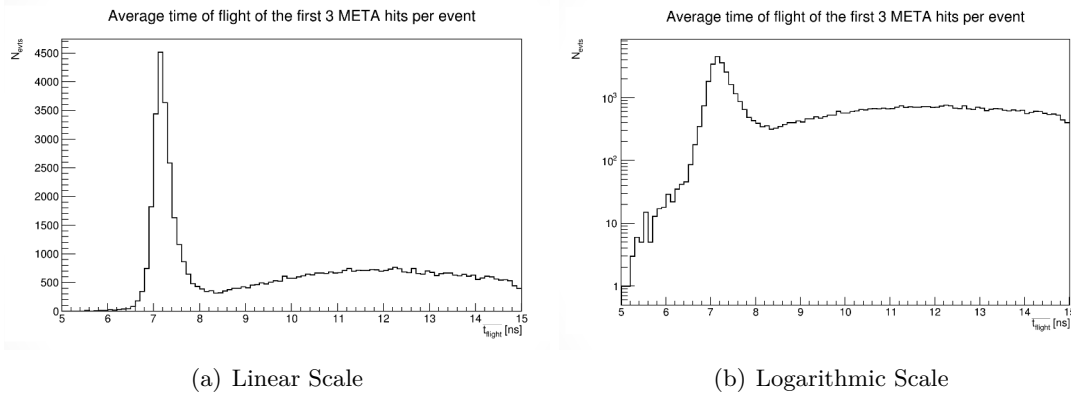 Average time of flight of the first 3 META hits per event
N_evts
4500
4000
3500
3000
2500
2000
1500
1000
500
0
5 6 7 8 9 10 11 12 13 14 15
t_flight [ns]
(a) Linear Scale
Average time of flight of the first 3 META hits per event
N_evts
10^3
10^2
10
1
5 6 7 8 9 10 11 12 13 14 15
t_flight [ns]
(b) Logarithmic Scale